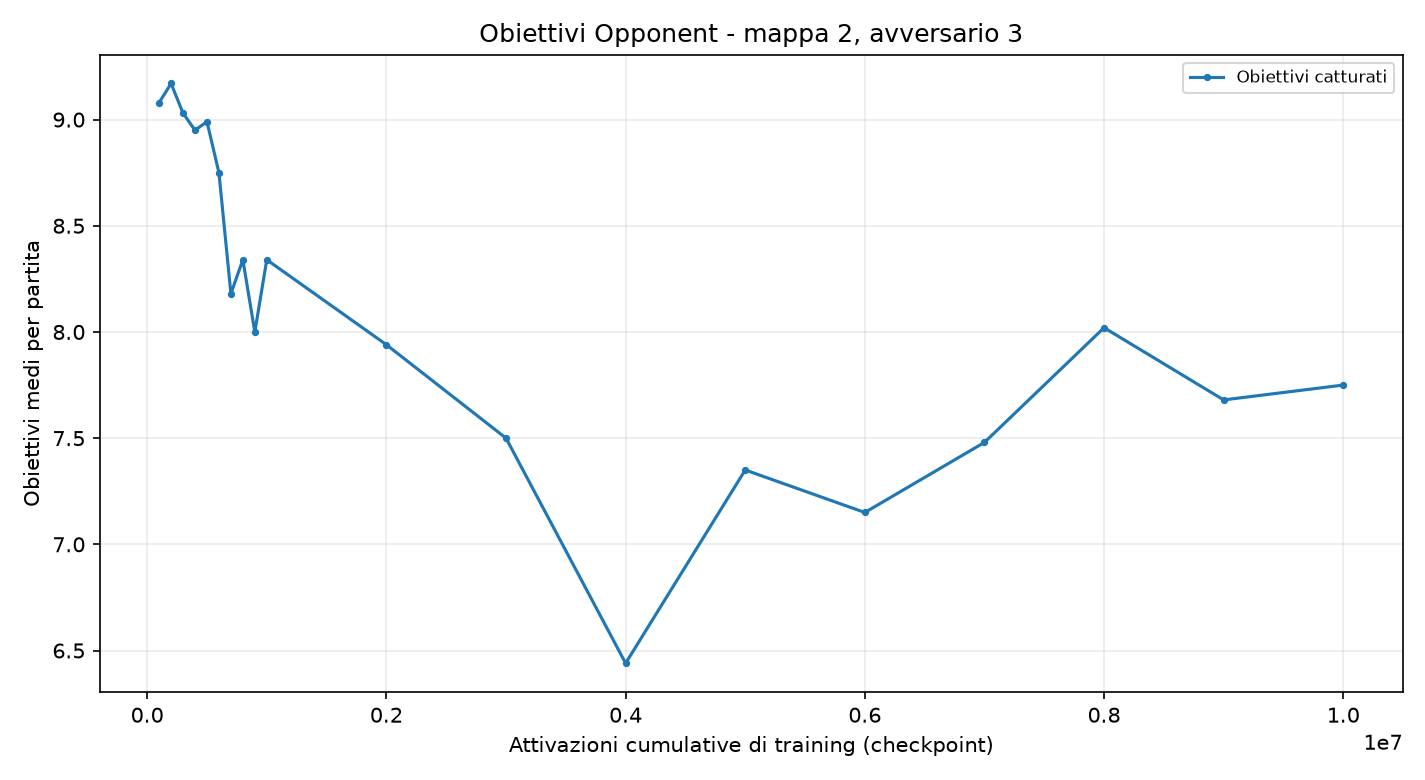 Obiettivi Opponent - mappa 2, avversario 3
Obiettivi catturati
Obiettivi medi per partita
9.0
8.5
8.0
7.5
7.0
6.5
0.0 0.2 0.4 0.6 0.8 1.0
1e7
Attivazioni cumulative di training (checkpoint)